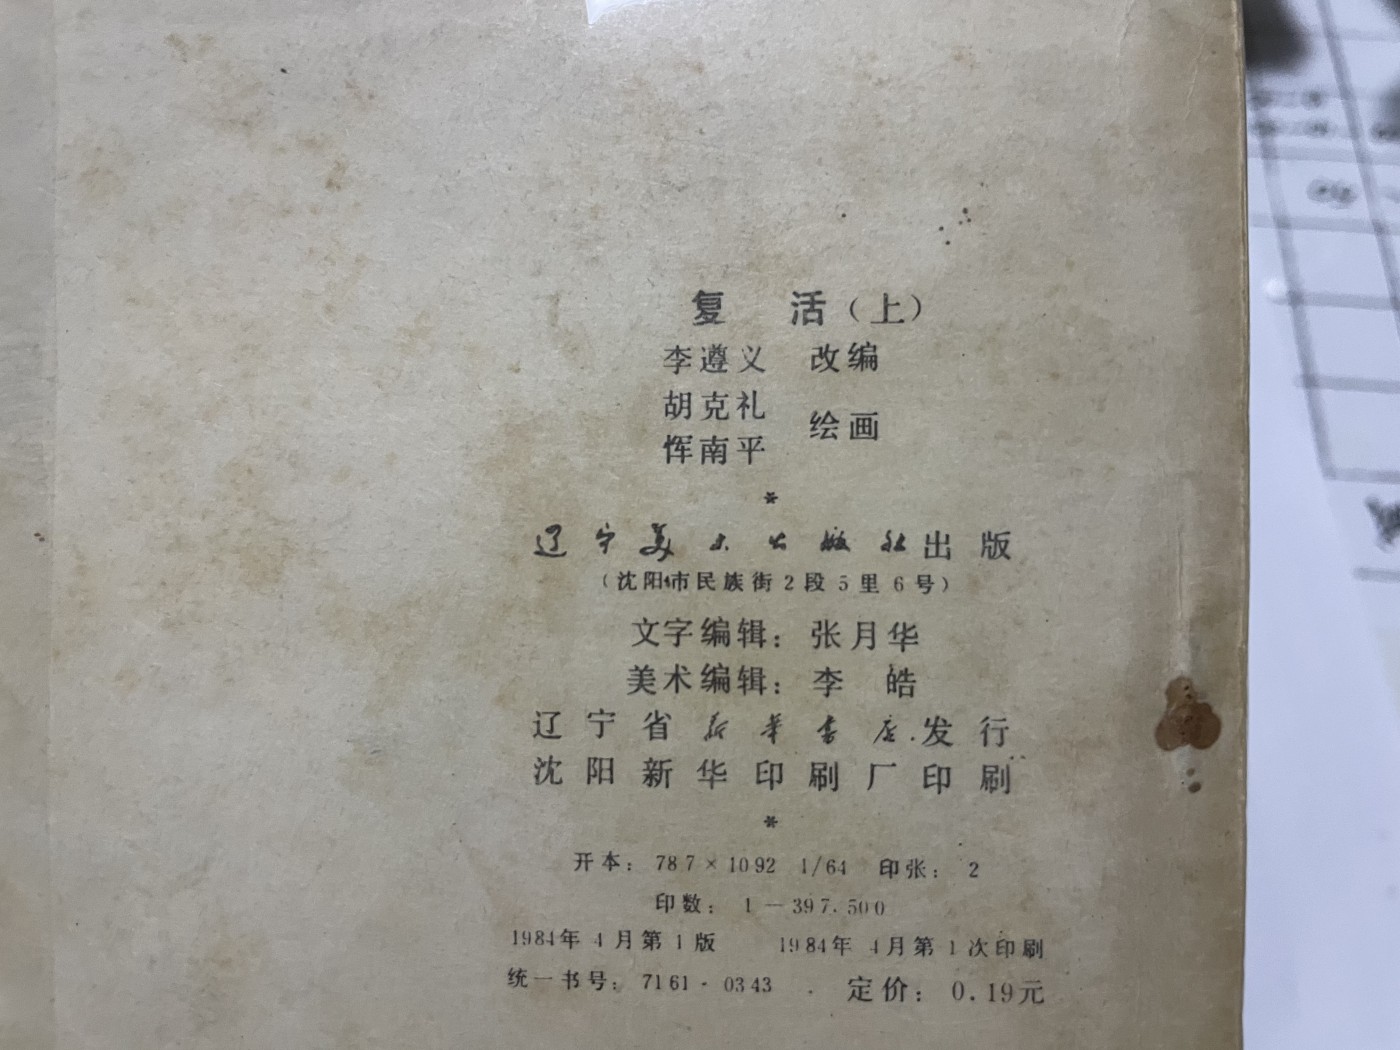 复 活（上）
李遵义 改编
胡克礼
恽南平 绘画
*
辽宁美术出版社出版
（沈阳市民族街2段5里6号）
文字编辑：张月华
美术编辑：李 皓
辽宁省新华书店发行
沈阳新华印刷厂印刷
*
开本：787×1092 1/64 印张：2
印数：1—397.500
1984年4月第1版 1984年4月第1次印刷
统一书号：7161·0343 定价：0.19元